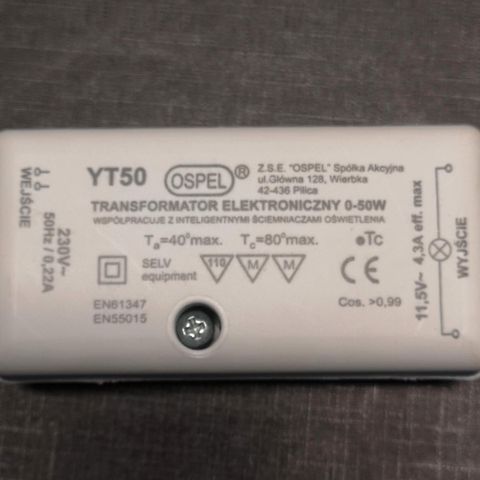 WEJŚCIE
230V~
50Hz / 0,22A
YT50
OSPEL®
Z.S.E. "OSPEL" Spółka Akcyjna
ul.Główna 128, Wierbka
42-436 Pilica
TRANSFORMATOR ELEKTRONICZNY 0-50W
WSPÓŁPRACUJE Z INTELIGENTNYMI ŚCIEMNIACZAMI OŚWIETLENIA
Ta=40°max. Tc=80°max.
Tc
SELV
equipment
110
M
M
CE
EN61347
EN55015
Cos. >0,99
11,5V~ 4,3A eff. max
WYJŚCIE